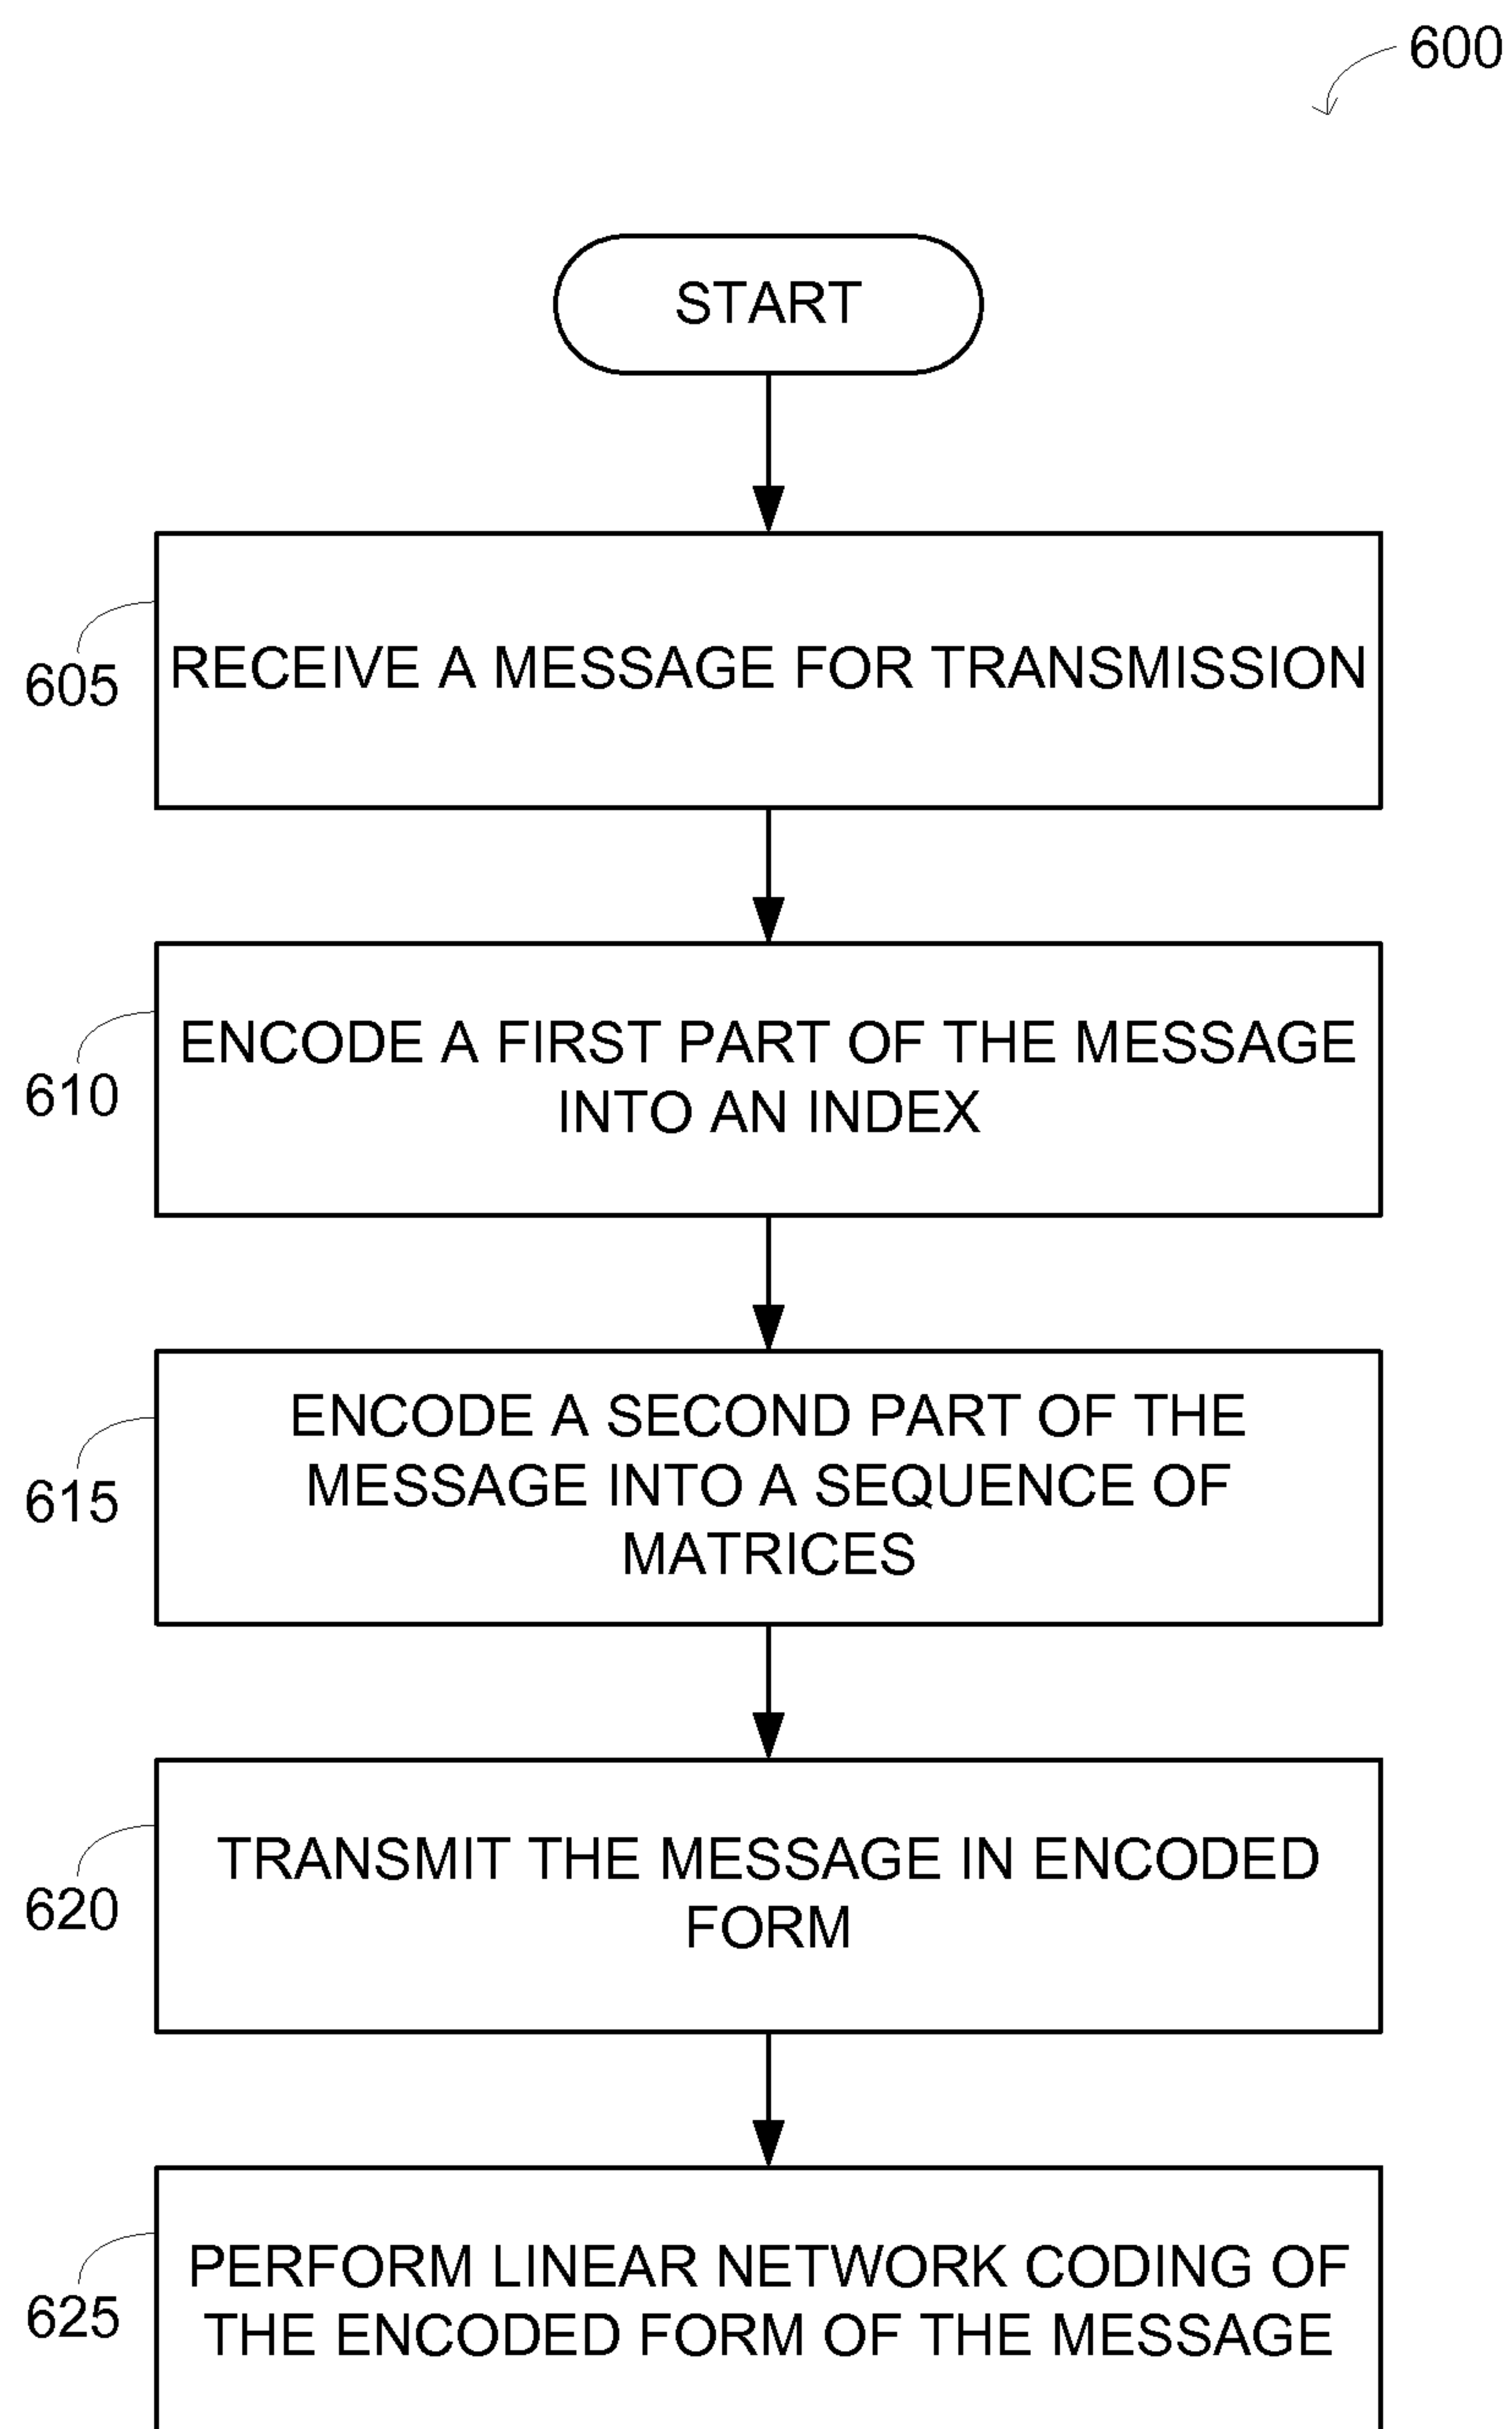 600
START
RECEIVE A MESSAGE FOR TRANSMISSION
605
ENCODE A FIRST PART OF THE MESSAGE
INTO AN INDEX
610
ENCODE A SECOND PART OF THE
MESSAGE INTO A SEQUENCE OF
MATRICES
615
TRANSMIT THE MESSAGE IN ENCODED
FORM
620
PERFORM LINEAR NETWORK CODING OF
THE ENCODED FORM OF THE MESSAGE
625